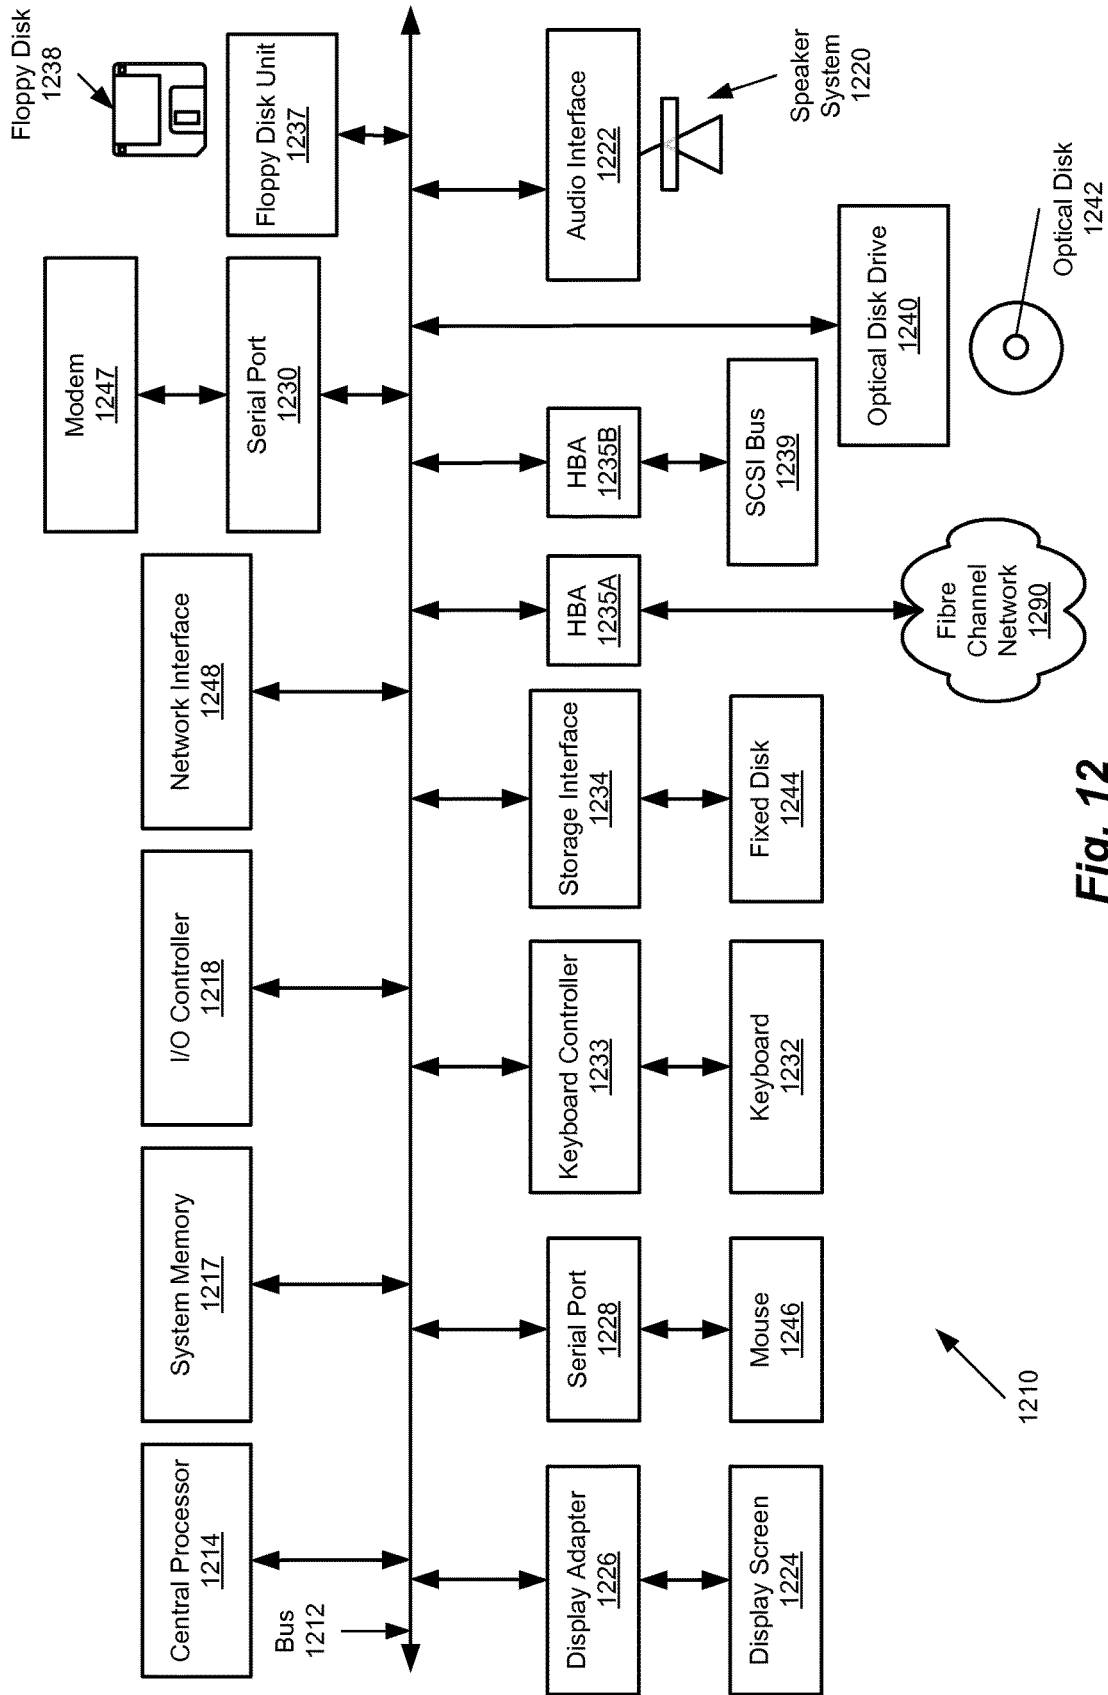 Central Processor
1214
System Memory
1217
I/O Controller
1218
Network Interface
1248
Modem
1247
Serial Port
1230
Floppy Disk
1238
Floppy Disk Unit
1237
Bus
1212
Display Adapter
1226
Display Screen
1224
Serial Port
1228
Mouse
1246
Keyboard Controller
1233
Keyboard
1232
Storage Interface
1234
Fixed Disk
1244
HBA
1235A
Fibre
Channel
Network
1290
HBA
1235B
SCSI Bus
1239
Optical Disk Drive
1240
Optical Disk
1242
Audio Interface
1222
Speaker
System
1220
1210
Fig. 12